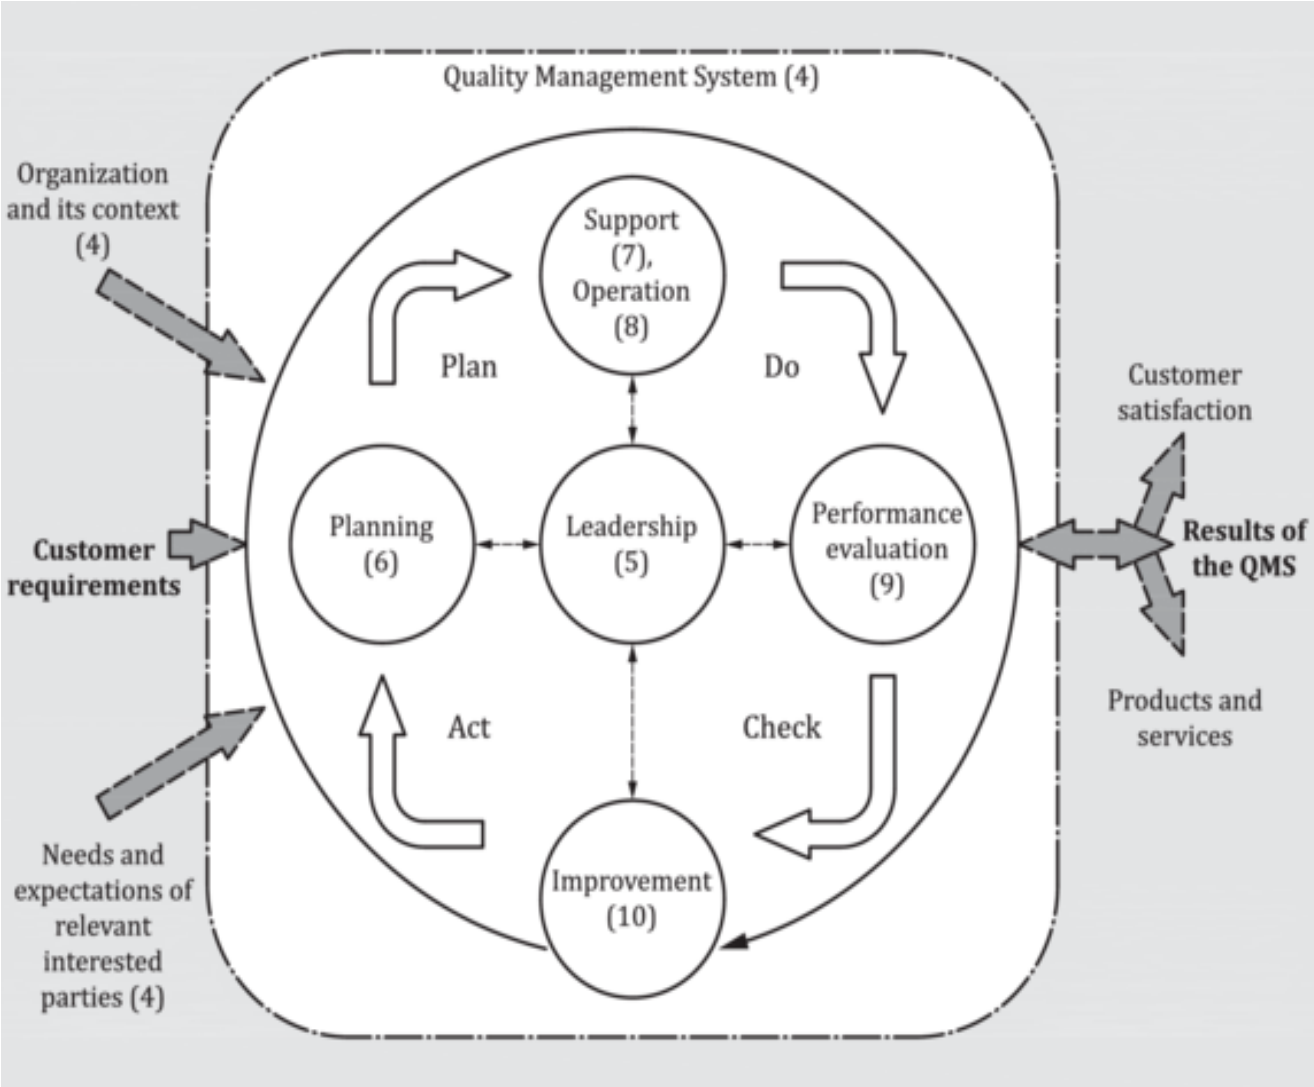 Quality Management System (4)
Organization
and its context
(4)
Support
(7),
Operation
(8)
Plan
Do
Customer
satisfaction
Customer
requirements
Planning
(6)
Leadership
(5)
Performance
evaluation
(9)
Results of
the QMS
Act
Check
Products and
services
Needs and
expectations of
relevant
interested
parties (4)
Improvement
(10)